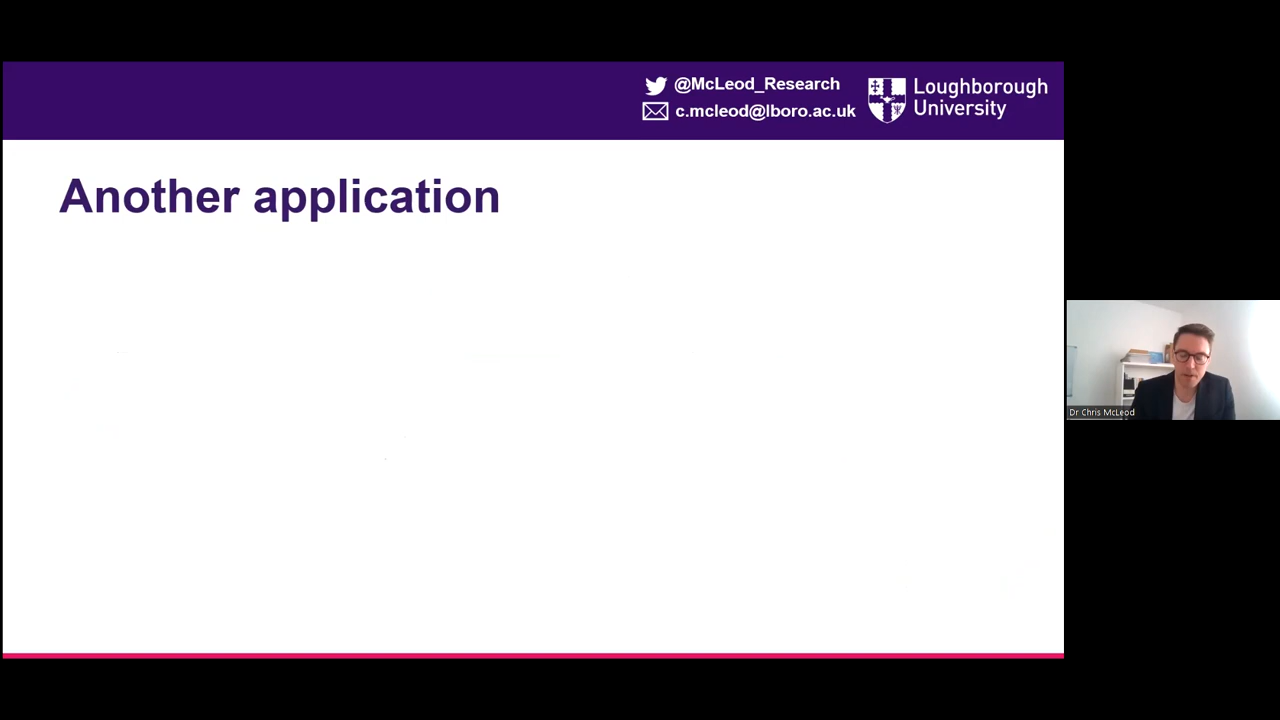 @McLeod_Research
c.mcleod@lboro.ac.uk
Loughborough
University
Another application
Dr Chris McLeod